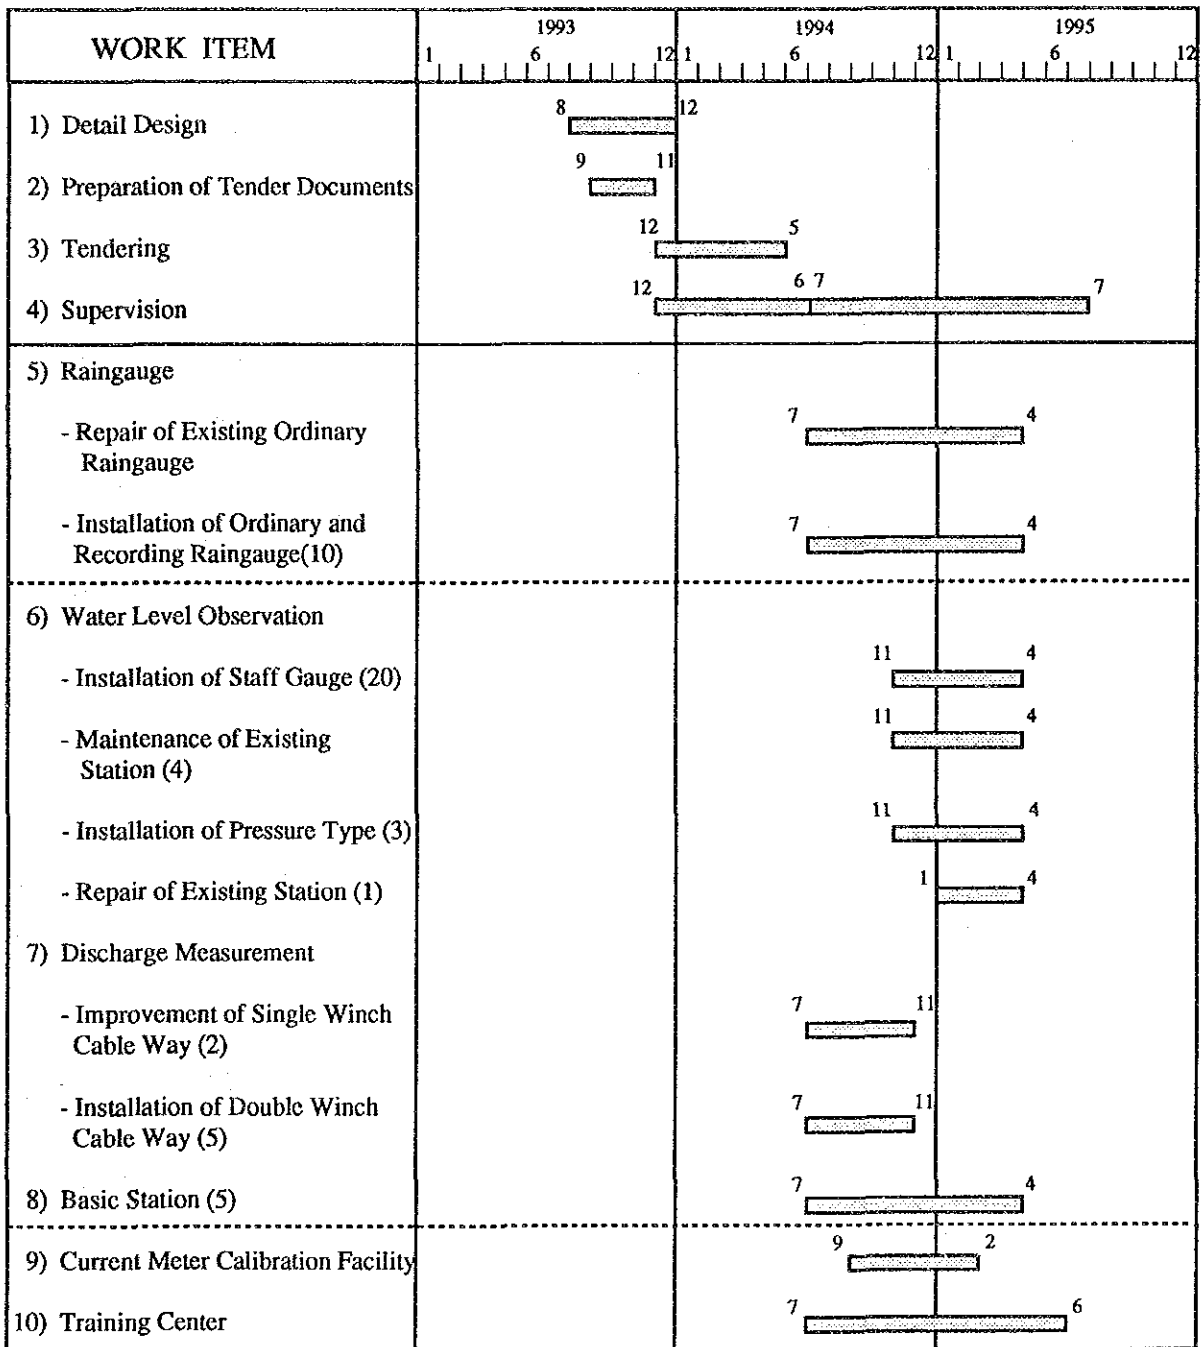 WORK ITEM
1993 1994 1995
1 6 12 1 6 12 1 6 12
8 12
1) Detail Design
9 11
2) Preparation of Tender Documents
12 5
3) Tendering
12 6 7 7
4) Supervision
5) Raingauge
7 4
- Repair of Existing Ordinary
Raingauge
- Installation of Ordinary and
7 4
Recording Raingauge(10)
6) Water Level Observation
11 4
- Installation of Staff Gauge (20)
11 4
- Maintenance of Existing
Station (4)
11 4
- Installation of Pressure Type (3)
1 4
- Repair of Existing Station (1)
7) Discharge Measurement
7 11
- Improvement of Single Winch
Cable Way (2)
7 11
- Installation of Double Winch
Cable Way (5)
7 4
8) Basic Station (5)
9 2
9) Current Meter Calibration Facility
7 6
10) Training Center